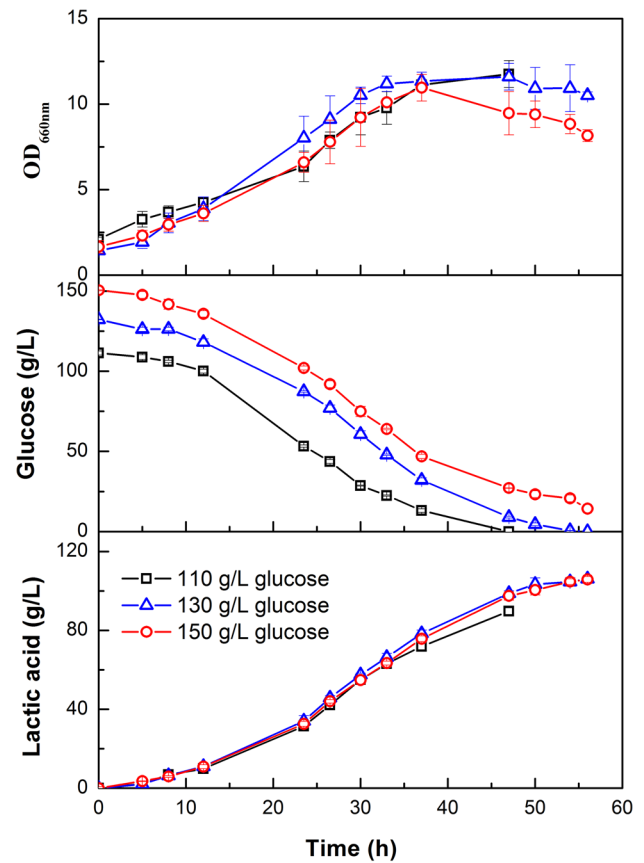 15
10
5
0
OD660nm
150
100
50
0
Glucose (g/L)
120
80
40
0
Lactic acid (g/L)
110 g/L glucose
130 g/L glucose
150 g/L glucose
0 10 20 30 40 50 60
Time (h)